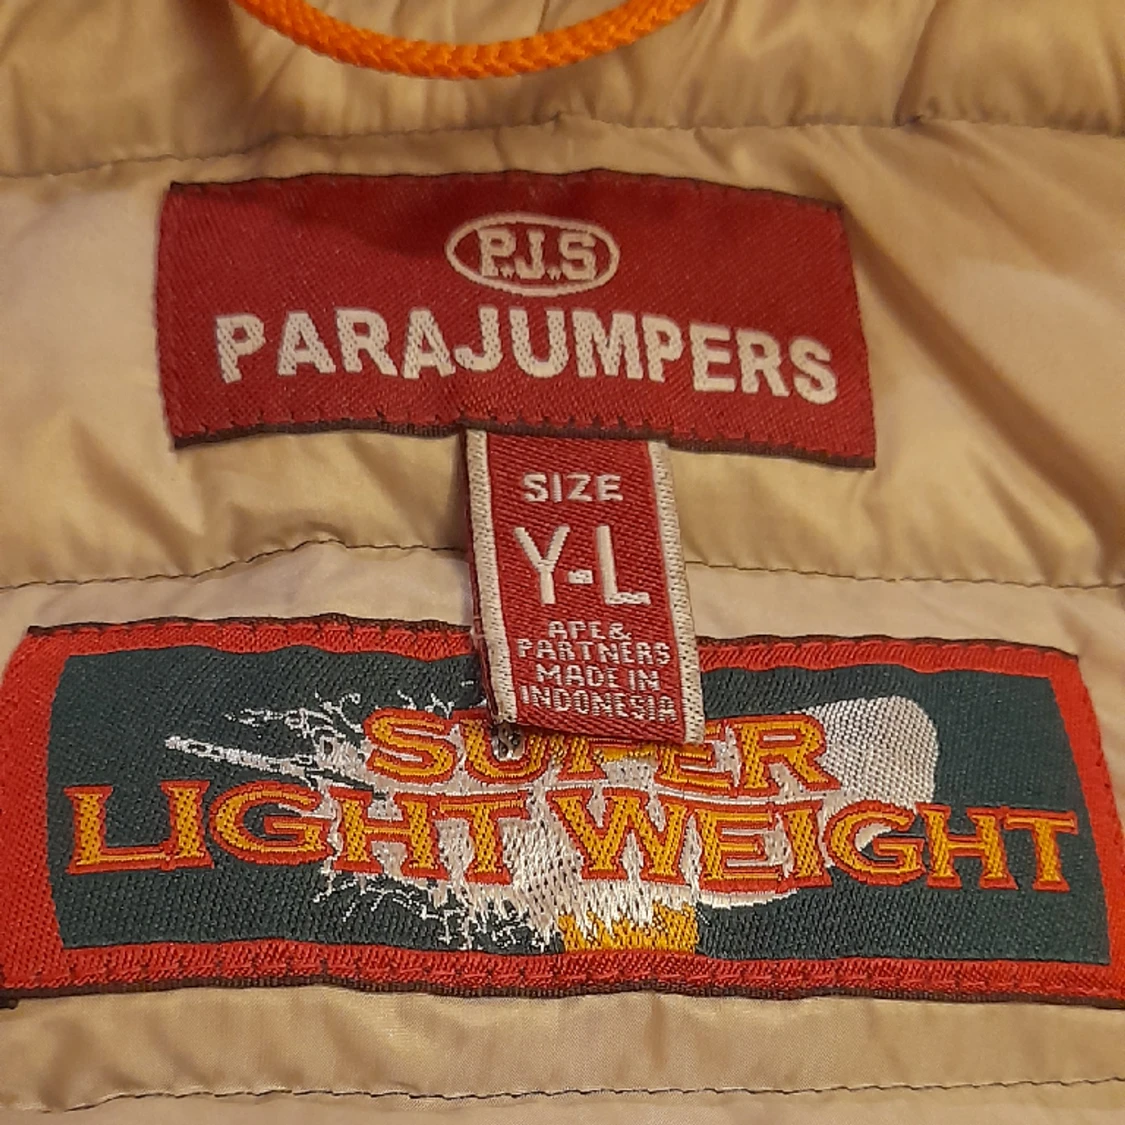 P.J.S
PARAJUMPERS
SIZE
Y-L
APE&
PARTNERS
MADE IN
INDONESIA
SUPER
LIGHT WEIGHT